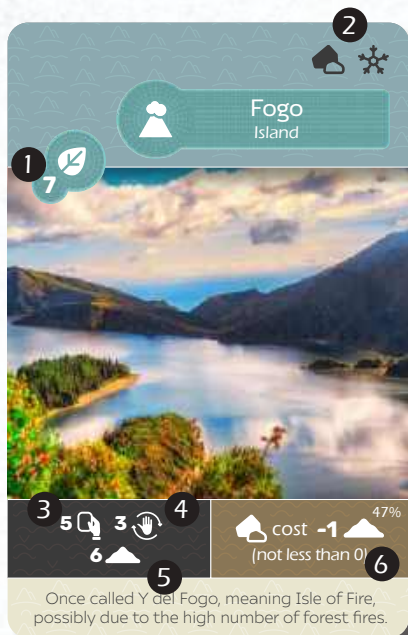 2
Fogo
Island
1
7
3 5 3 4
6
5
47%
cost -1
(not less than 0)
6
Once called Y del Fogo, meaning Isle of Fire,
possibly due to the high number of forest fires.